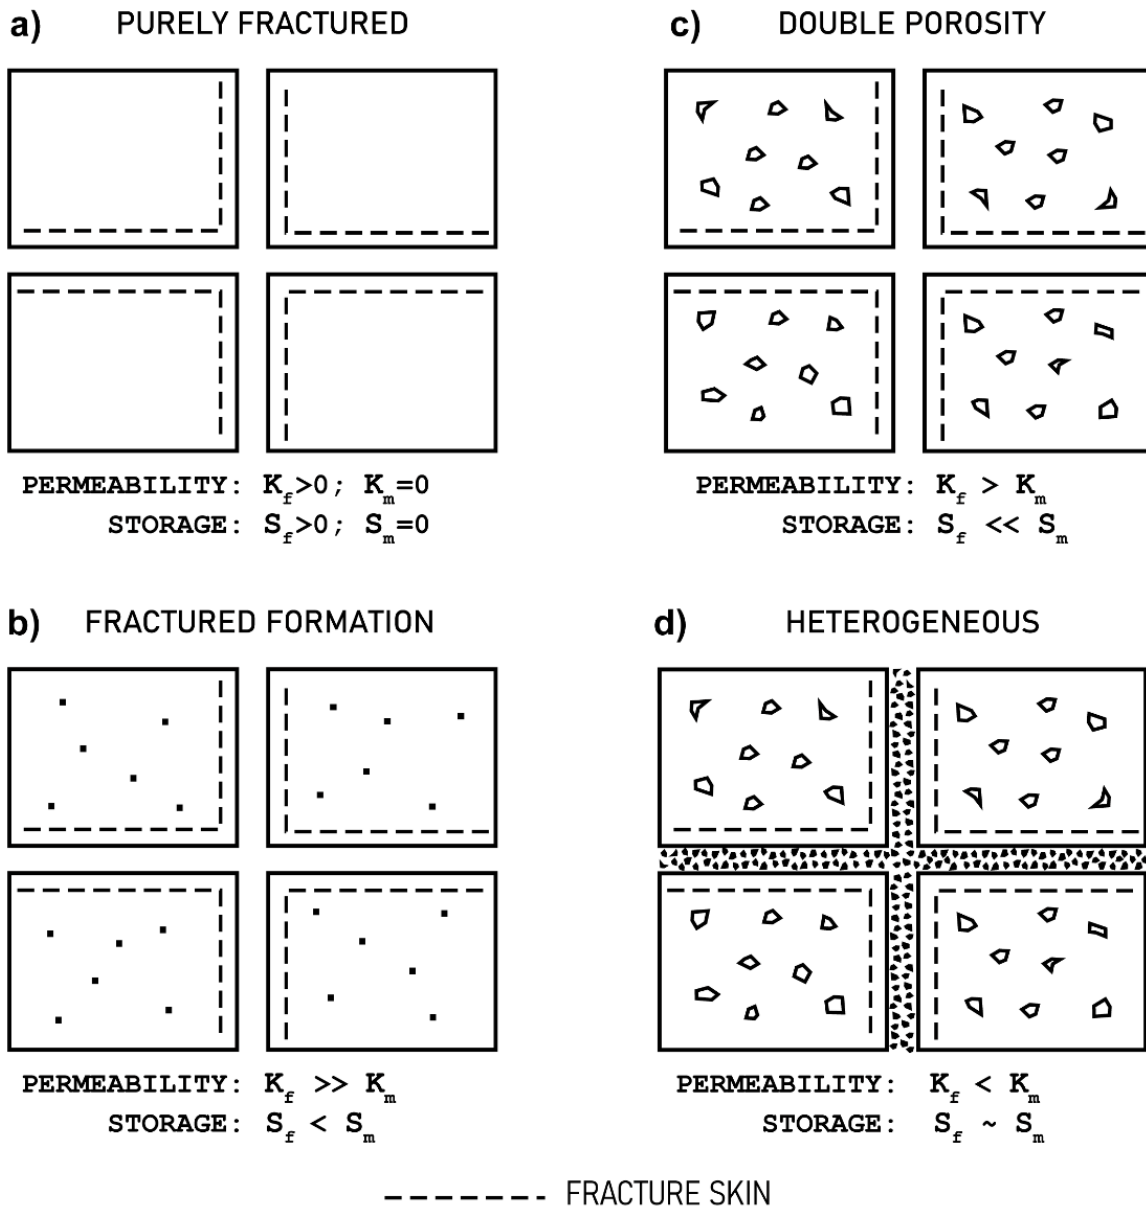 a) PURELY FRACTURED
PERMEABILITY: Kf>0; Km=0
STORAGE: Sf>0; Sm=0
b) FRACTURED FORMATION
PERMEABILITY: Kf >> Km
STORAGE: Sf < Sm
c) DOUBLE POROSITY
PERMEABILITY: Kf > Km
STORAGE: Sf << Sm
d) HETEROGENEOUS
PERMEABILITY: Kf < Km
STORAGE: Sf ~ Sm
FRACTURE SKIN